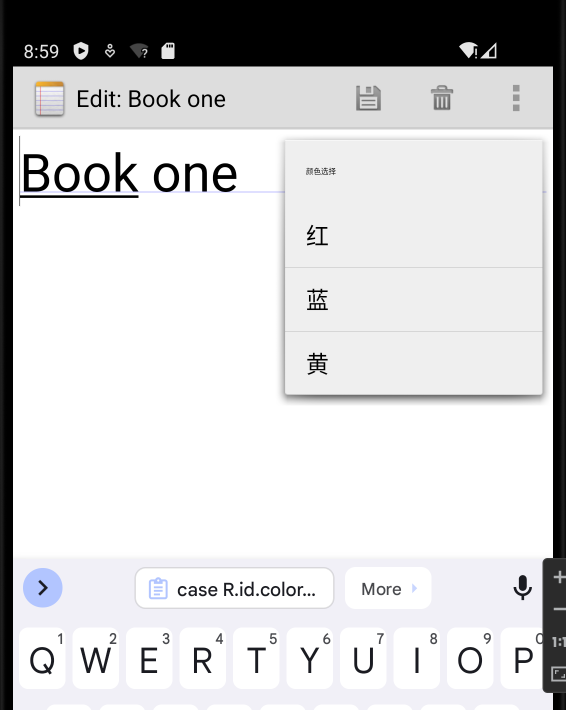 8:59
Edit: Book one
Book one
颜色选择
红
蓝
黄
case R.id.color...
More
1 2 3 4 5 6 7 8 9 0
Q W E R T Y U I O P
1:1